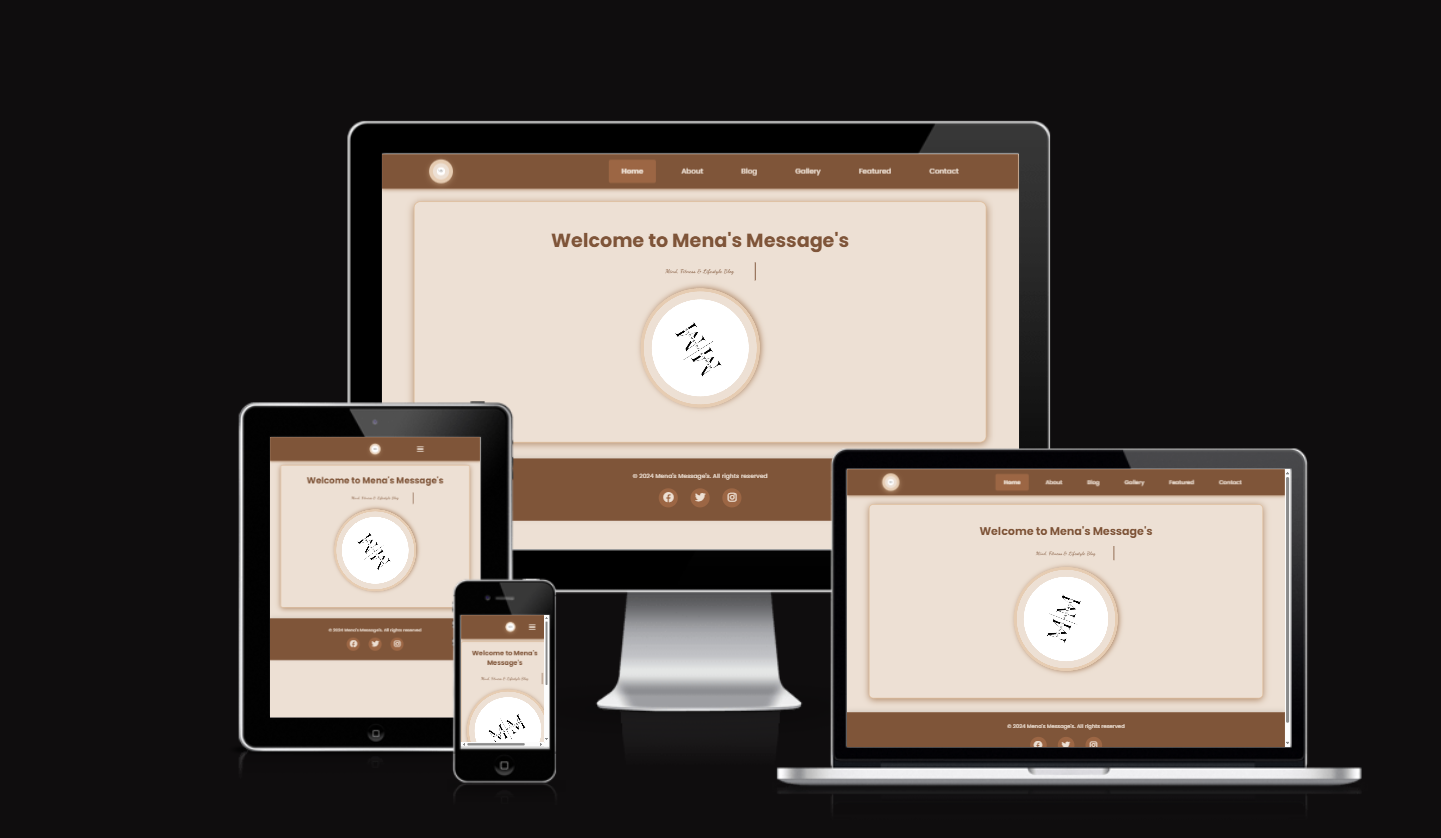 Home About Blog Gallery Featured Contact
Welcome to Mena's Message's
Mind, Fitness & Lifestyle Blog
MM
© 2024 Mena's Message's. All rights reserved
Welcome to Mena's Message's
Mind, Fitness & Lifestyle Blog
MM
© 2024 Mena's Message's. All rights reserved
Welcome to Mena's
Message's
Mind, Fitness & Lifestyle Blog
MM
Home About Blog Gallery Featured Contact
Welcome to Mena's Message's
Mind, Fitness & Lifestyle Blog
MM
© 2024 Mena's Message's. All rights reserved